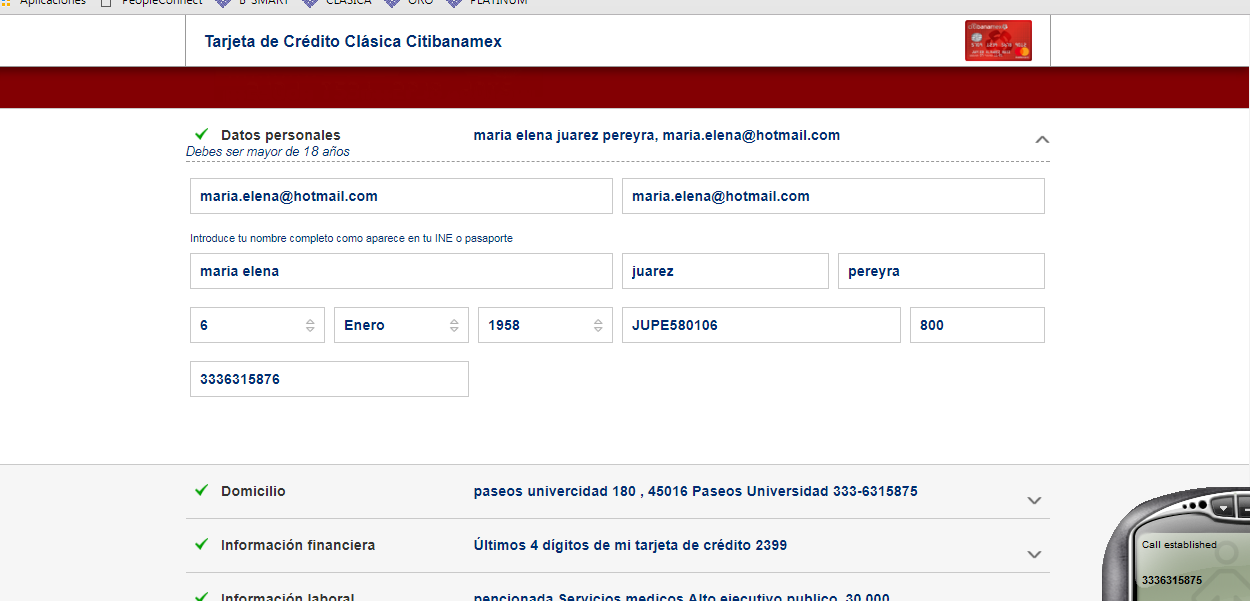 Aplicaciones PeopleConnect B-SMART CLASICA ORO PLATINUM
Tarjeta de Crédito Clásica Citibanamex
Datos personales maria elena juarez pereyra, maria.elena@hotmail.com
Debes ser mayor de 18 años
maria.elena@hotmail.com maria.elena@hotmail.com
Introduce tu nombre completo como aparece en tu INE o pasaporte
maria elena juarez pereyra
6 Enero 1958 JUPE580106 800
3336315876
Domicilio paseos univercidad 180 , 45016 Paseos Universidad 333-6315875
Información financiera Últimos 4 dígitos de mi tarjeta de crédito 2399
Call established
3336315875
Información laboral pencionada Servicios medicos Alto ejecutivo publico, 30,000